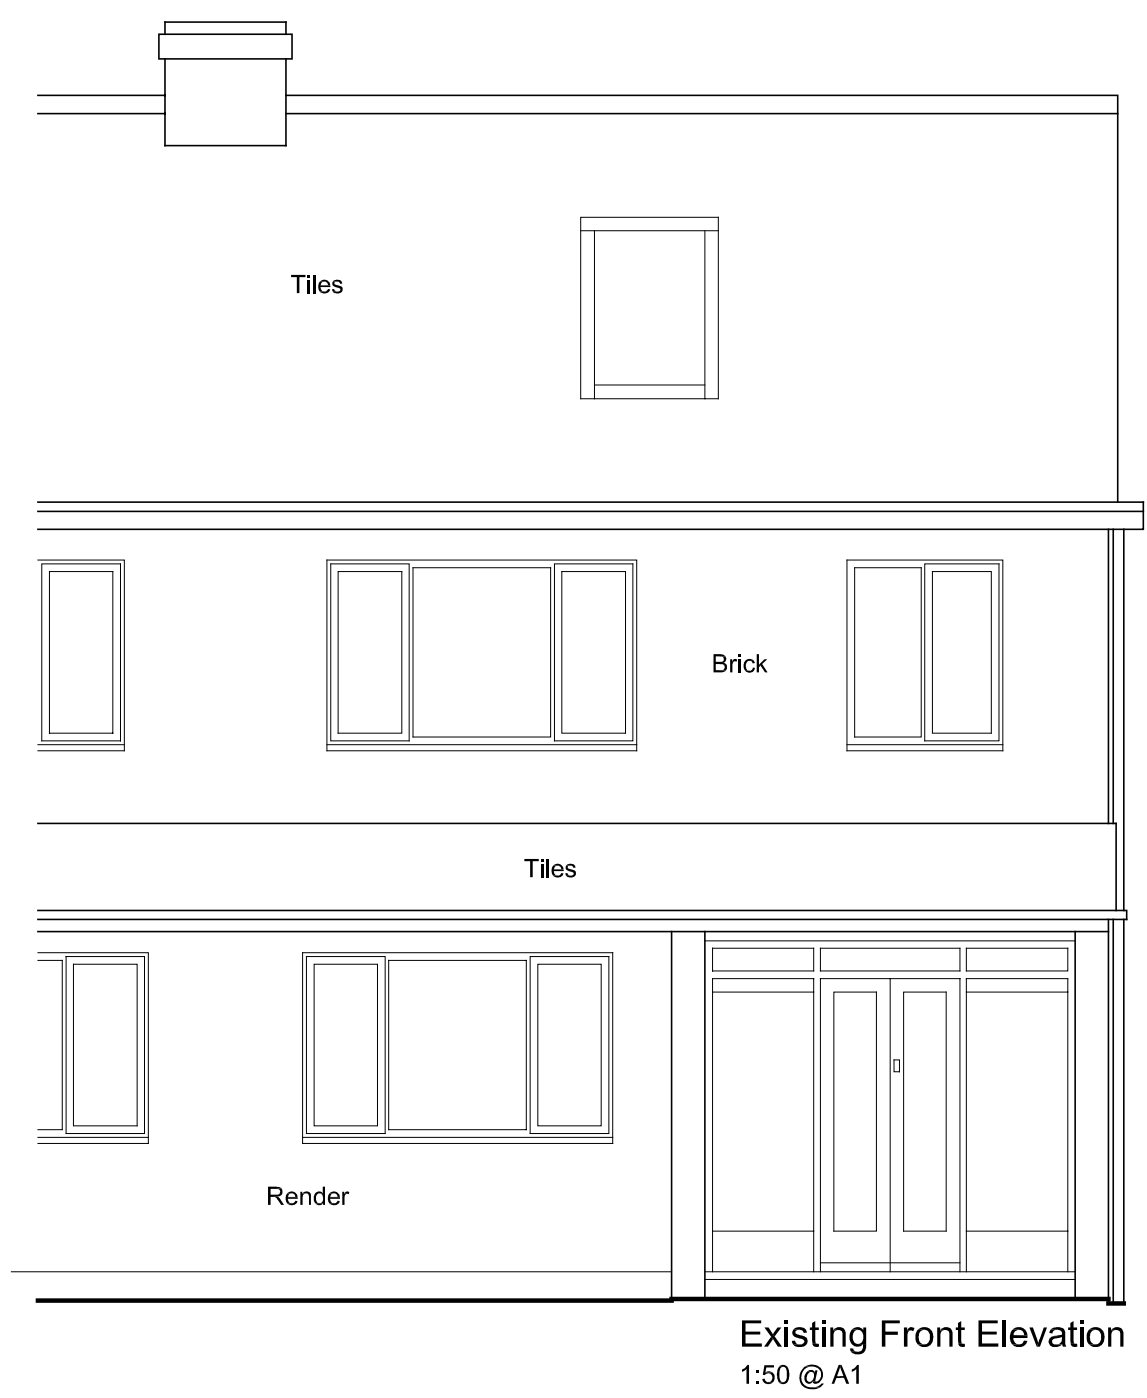 Tiles
Brick
Tiles
Render
Existing Front Elevation
1:50 @ A1